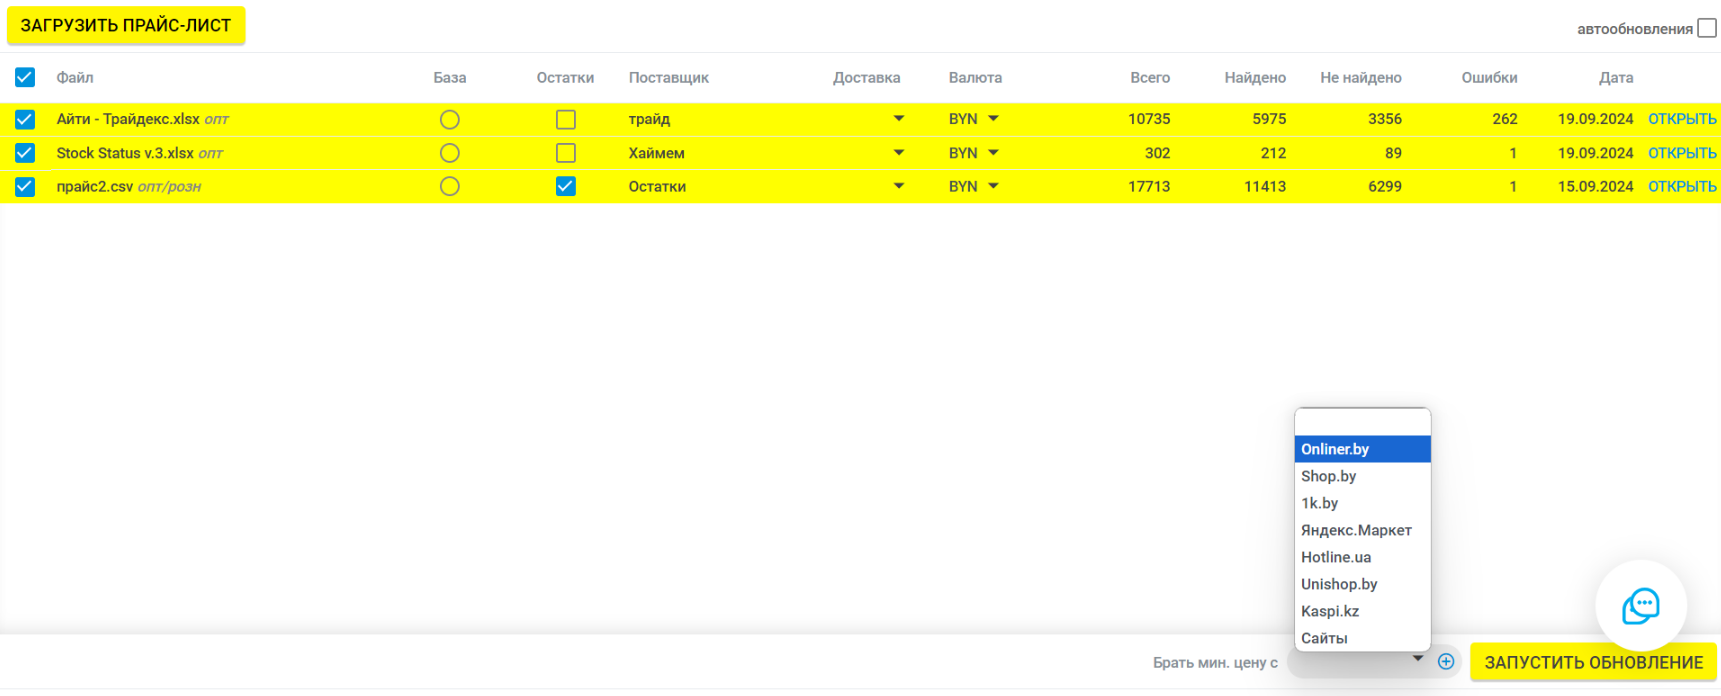 ЗАГРУЗИТЬ ПРАЙС-ЛИСТ
автообновления
Файл База Остатки Поставщик Доставка Валюта Всего Найдено Не найдено Ошибки Дата
Айти - Трайдекс.xlsx опт трайд BYN 10735 5975 3356 262 19.09.2024 ОТКРЫТЬ
Stock Status v.3.xlsx опт Хаймем BYN 302 212 89 1 19.09.2024 ОТКРЫТЬ
прайс2.csv опт/розн Остатки BYN 17713 11413 6299 1 15.09.2024 ОТКРЫТЬ
Onliner.by
Shop.by
1k.by
Яндекс.Маркет
Hotline.ua
Unishop.by
Kaspi.kz
Сайты
Брать мин. цену с ЗАПУСТИТЬ ОБНОВЛЕНИЕ